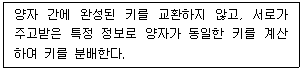 양자 간에 완성된 키를 교환하지 않고, 서로가
주고받은 특정 정보로 양자가 동일한 키를 계산
하여 키를 분배한다.